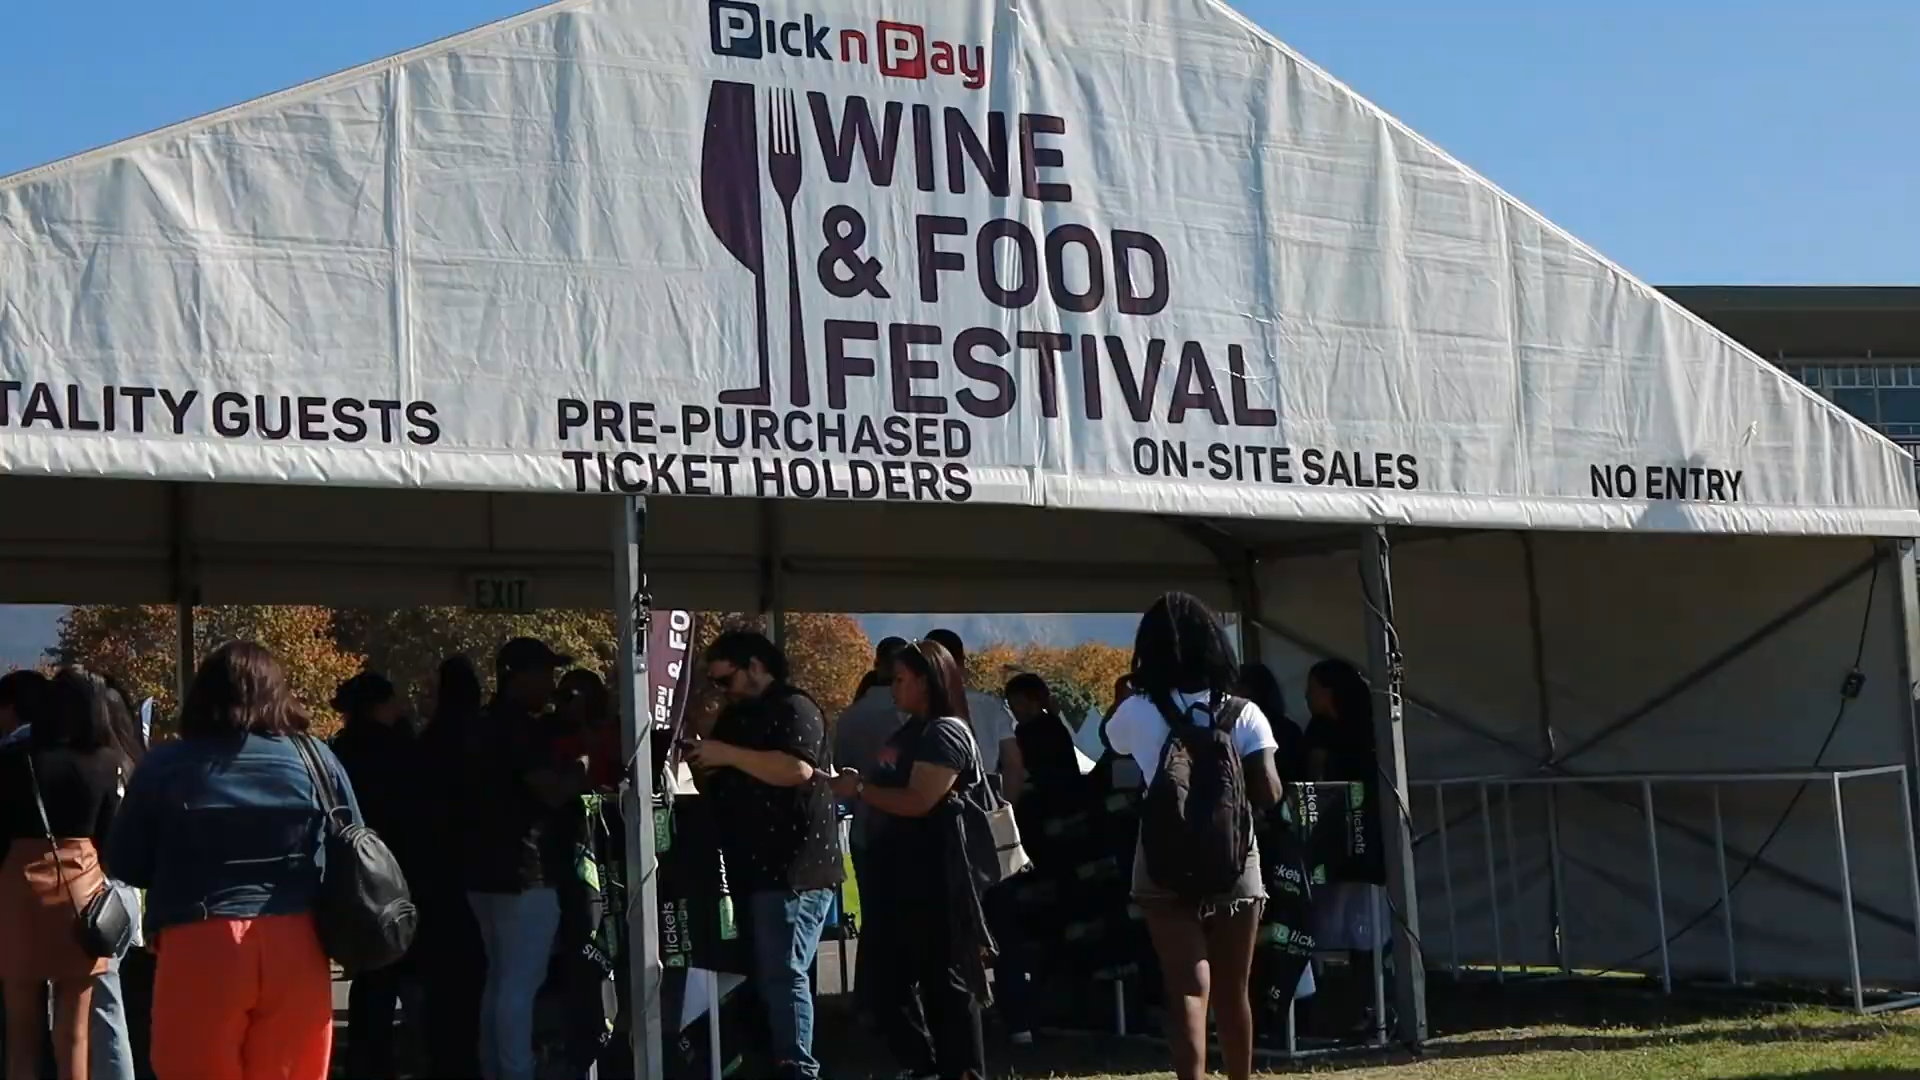 Pick n Pay
WINE
& FOOD
FESTIVAL
TALITY GUESTS
PRE-PURCHASED
TICKET HOLDERS
ON-SITE SALES
NO ENTRY
EXIT
& FO
tickets
tickets
tickets